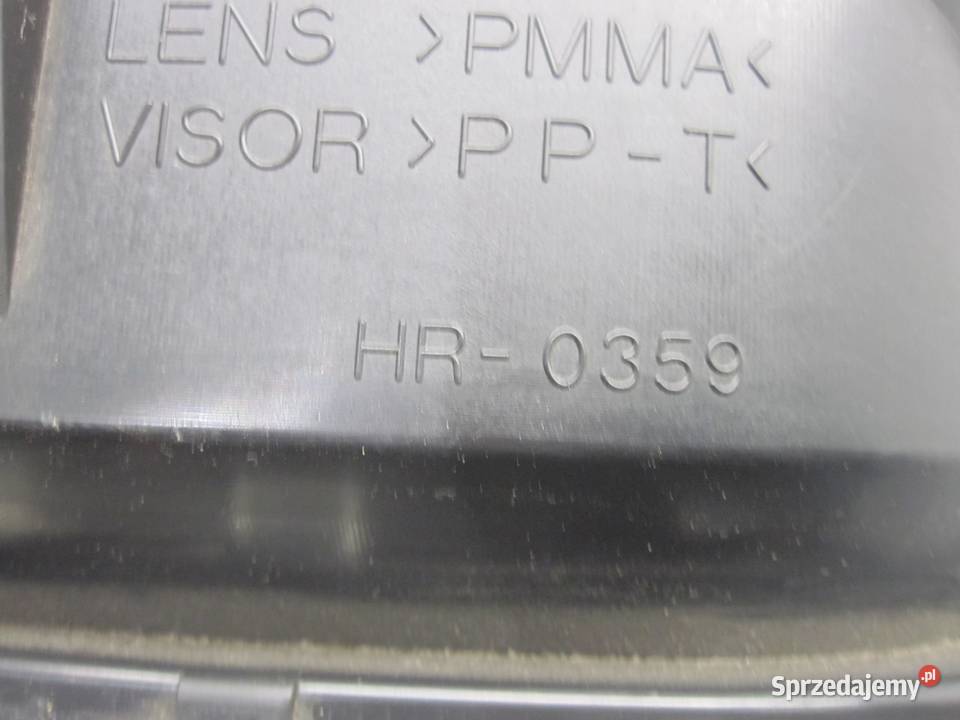 LENS >PMMA<
VISOR >PP-T<
HR-0359
Sprzedajemy.pl